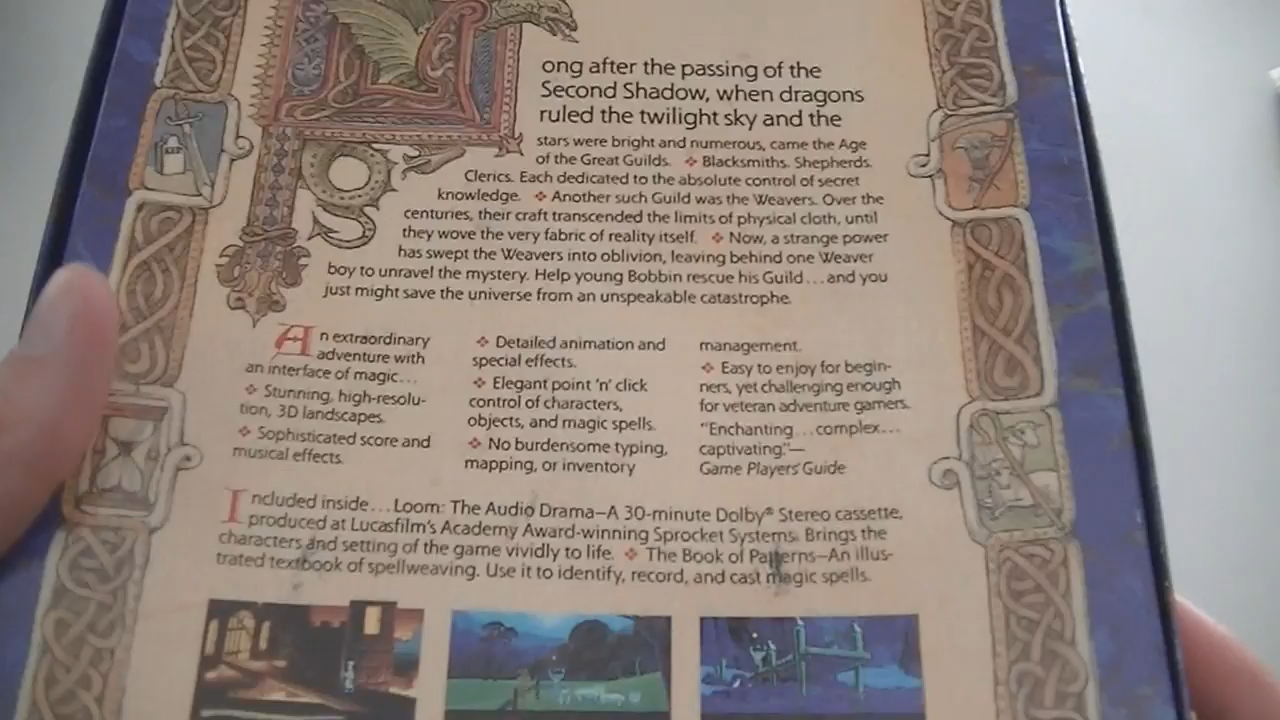 ong after the passing of the
Second Shadow, when dragons
ruled the twilight sky and the
stars were bright and numerous, came the Age
of the Great Guilds. ❖ Blacksmiths. Shepherds.
Clerics. Each dedicated to the absolute control of secret
knowledge. ❖ Another such Guild was the Weavers. Over the
centuries, their craft transcended the limits of physical cloth, until
they wove the very fabric of reality itself. ❖ Now, a strange power
has swept the Weavers into oblivion, leaving behind one Weaver
boy to unravel the mystery. Help young Bobbin rescue his Guild...and you
just might save the universe from an unspeakable catastrophe.
An extraordinary
adventure with
an interface of magic...
❖ Stunning, high-resolu-
tion, 3D landscapes.
❖ Sophisticated score and
musical effects.
❖ Detailed animation and
special effects.
❖ Elegant point 'n' click
control of characters,
objects, and magic spells.
❖ No burdensome typing,
mapping, or inventory
management.
❖ Easy to enjoy for begin-
ners, yet challenging enough
for veteran adventure gamers.
"Enchanting...complex...
captivating."—
Game Players' Guide
Included inside...Loom: The Audio Drama—A 30-minute Dolby® Stereo cassette,
produced at Lucasfilm's Academy Award-winning Sprocket Systems. Brings the
characters and setting of the game vividly to life. ❖ The Book of Patterns—An illus-
trated textbook of spellweaving. Use it to identify, record, and cast magic spells.